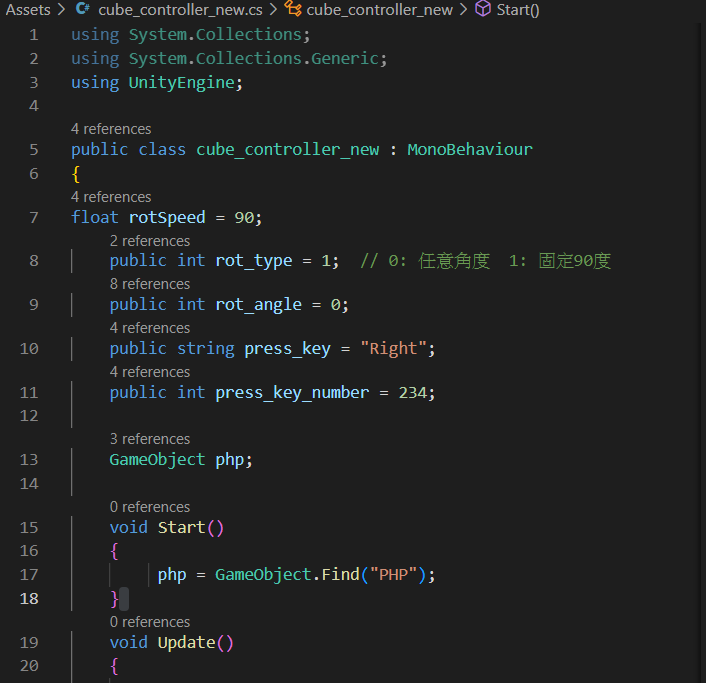 Assets > cube_controller_new.cs > cube_controller_new > Start()
1 using System.Collections;
2 using System.Collections.Generic;
3 using UnityEngine;
4
4 references
5 public class cube_controller_new : MonoBehaviour
6 {
4 references
7 float rotSpeed = 90;
2 references
8 public int rot_type = 1;  // 0: 任意角度  1: 固定90度
8 references
9 public int rot_angle = 0;
4 references
10 public string press_key = "Right";
4 references
11 public int press_key_number = 234;
12
3 references
13 GameObject php;
14
0 references
15 void Start()
16 {
17 php = GameObject.Find("PHP");
18 }
0 references
19 void Update()
20 {